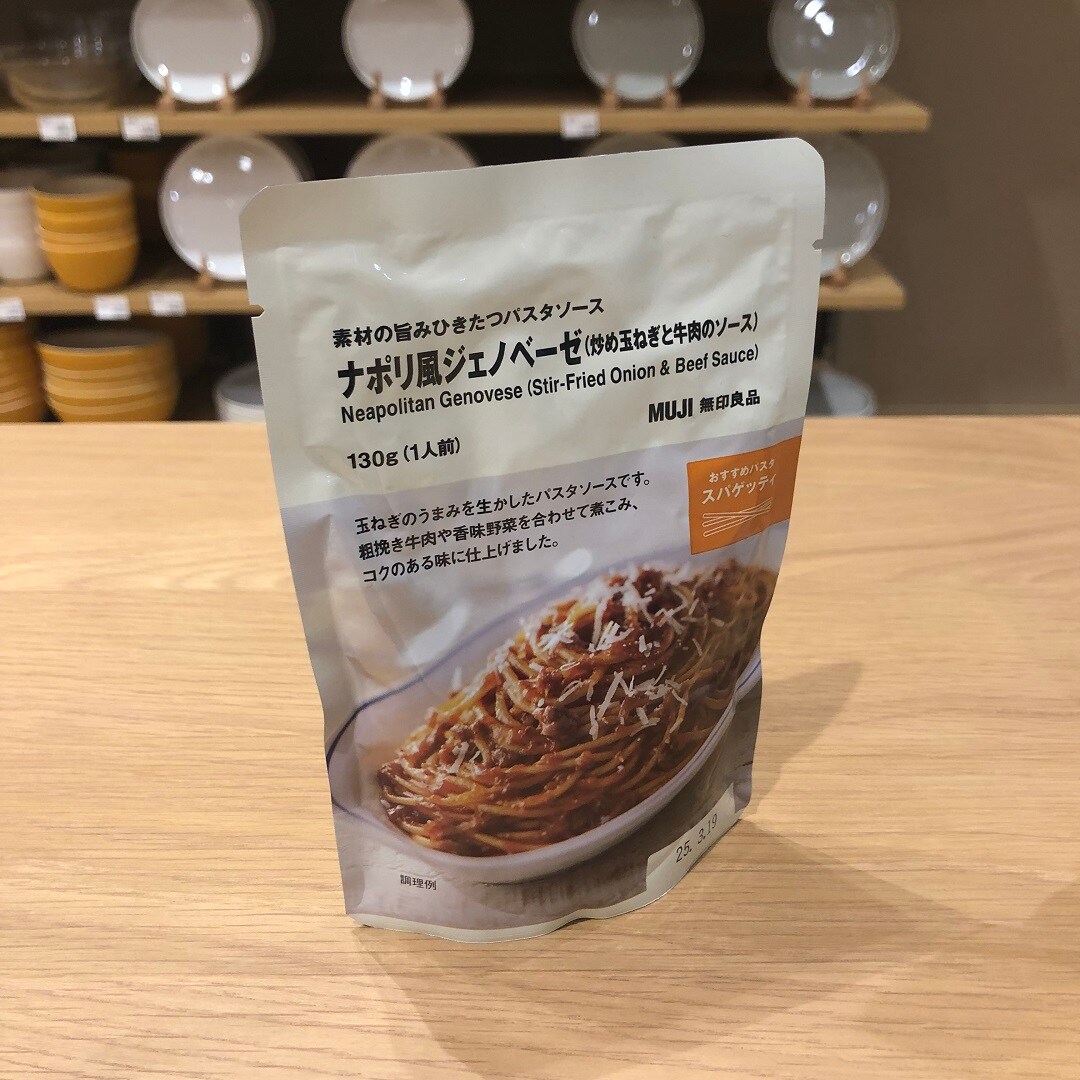 素材の旨みひきたつパスタソース
ナポリ風ジェノベーゼ(炒め玉ねぎと牛肉のソース)
Neapolitan Genovese (Stir-Fried Onion & Beef Sauce)
MUJI 無印良品
130g(1人前)
おすすめパスタ
スパゲッティ
玉ねぎのうまみを生かしたパスタソースです。
粗挽き牛肉や香味野菜を合わせて煮こみ、
コクのある味に仕上げました。
調理例
25. 3.19